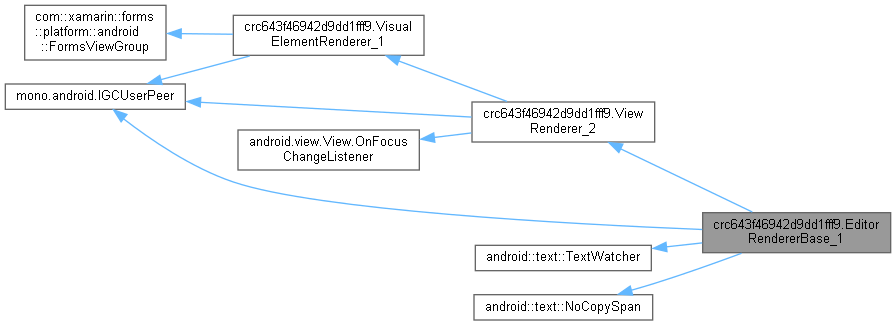 com::xamarin::forms
::platform::android
::FormsViewGroup
crc643f46942d9dd1fff9.Visual
ElementRenderer_1
mono.android.IGCUserPeer
crc643f46942d9dd1fff9.View
Renderer_2
android.view.View.OnFocus
ChangeListener
crc643f46942d9dd1fff9.Editor
RendererBase_1
android::text::TextWatcher
android::text::NoCopySpan